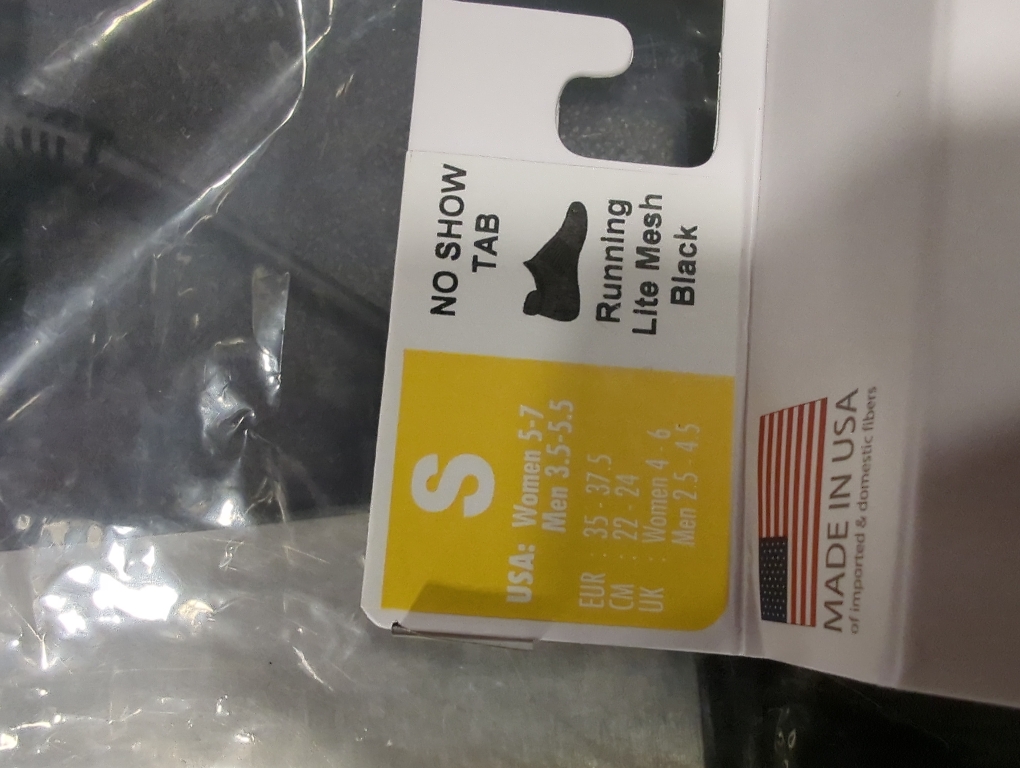 NO SHOW
TAB
Running
Lite Mesh
Black
S
USA: Women 5-7
Men 3.5-5.5
EUR : 35 - 37.5
CM : 22 - 24
UK : Women 4 - 6
Men 2.5 - 4.5
MADE IN USA
of imported & domestic fibers